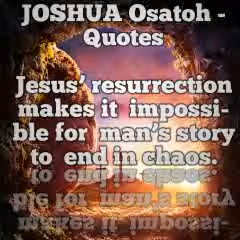 JOSHUA Osatoh -
Quotes
Jesus’ resurrection
makes it impossi-
ble for man’s story
to end in chaos.